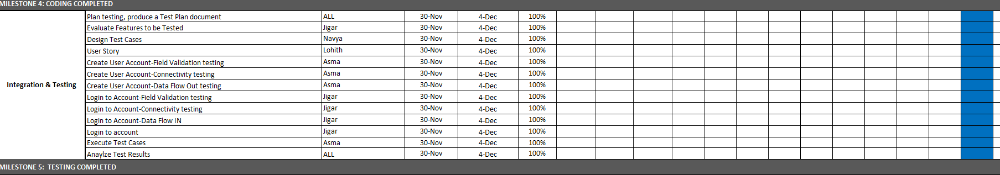 MILESTONE 4: CODING COMPLETED
Plan testing, produce a Test Plan document ALL 30-Nov 4-Dec 100%
Evaluate Features to be Tested Jigar 30-Nov 4-Dec 100%
Design Test Cases Navya 30-Nov 4-Dec 100%
User Story Lohith 30-Nov 4-Dec 100%
Create User Account-Field Validation testing Asma 30-Nov 4-Dec 100%
Create User Account-Connectivity testing Asma 30-Nov 4-Dec 100%
Integration & Testing Create User Account-Data Flow Out testing Asma 30-Nov 4-Dec 100%
Login to Account-Field Validation testing Jigar 30-Nov 4-Dec 100%
Login to Account-Connectivity testing Jigar 30-Nov 4-Dec 100%
Login to Account-Data Flow IN Jigar 30-Nov 4-Dec 100%
Login to account Jigar 30-Nov 4-Dec 100%
Execute Test Cases Asma 30-Nov 4-Dec 100%
Anaylze Test Results ALL 30-Nov 4-Dec 100%
MILESTONE 5: TESTING COMPLETED